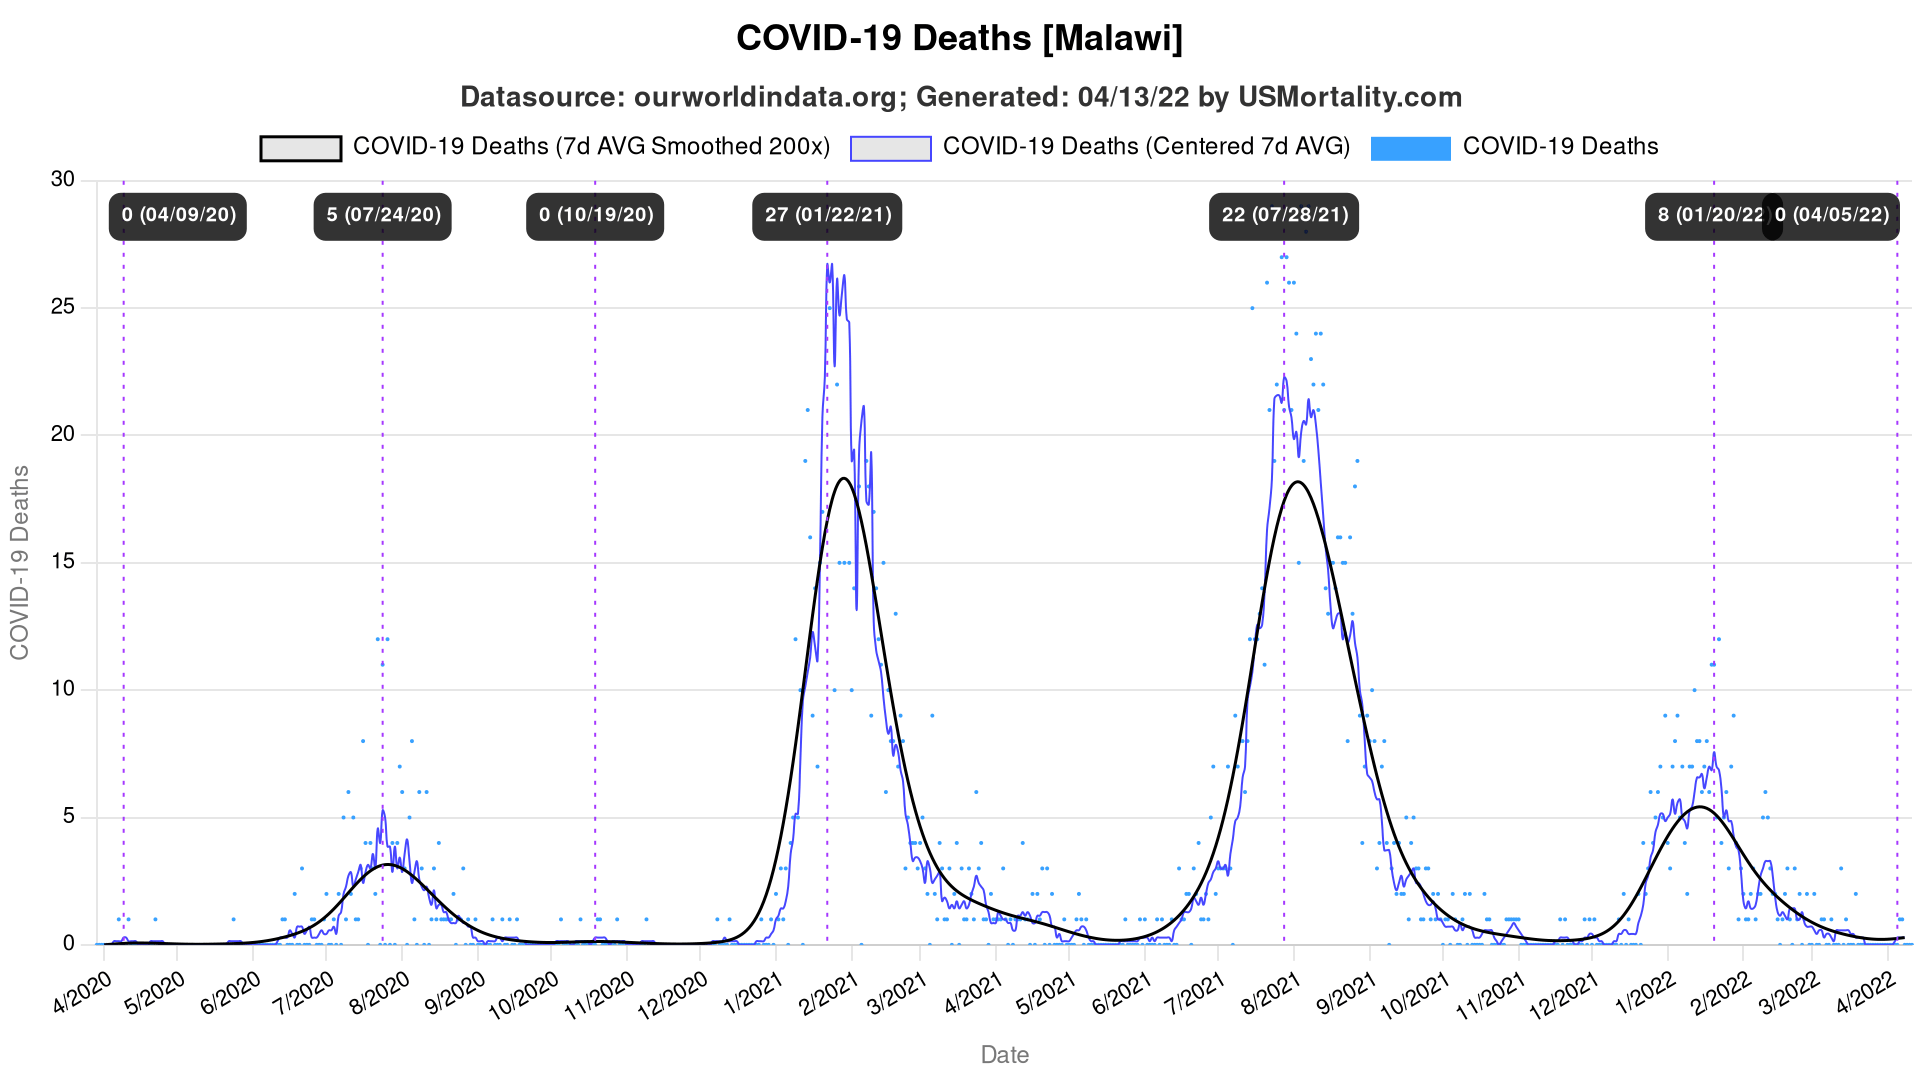 COVID-19 Deaths [Malawi]
Datasource: ourworldindata.org; Generated: 04/13/22 by USMortality.com
COVID-19 Deaths (7d AVG Smoothed 200x) COVID-19 Deaths (Centered 7d AVG) COVID-19 Deaths
0 (04/09/20) 5 (07/24/20) 0 (10/19/20) 27 (01/22/21) 22 (07/28/21) 8 (01/20/22) 0 (04/05/22)
30
25
20
15
10
5
0
COVID-19 Deaths
4/2020 5/2020 6/2020 7/2020 8/2020 9/2020 10/2020 11/2020 12/2020 1/2021 2/2021 3/2021 4/2021 5/2021 6/2021 7/2021 8/2021 9/2021 10/2021 11/2021 12/2021 1/2022 2/2022 3/2022 4/2022
Date